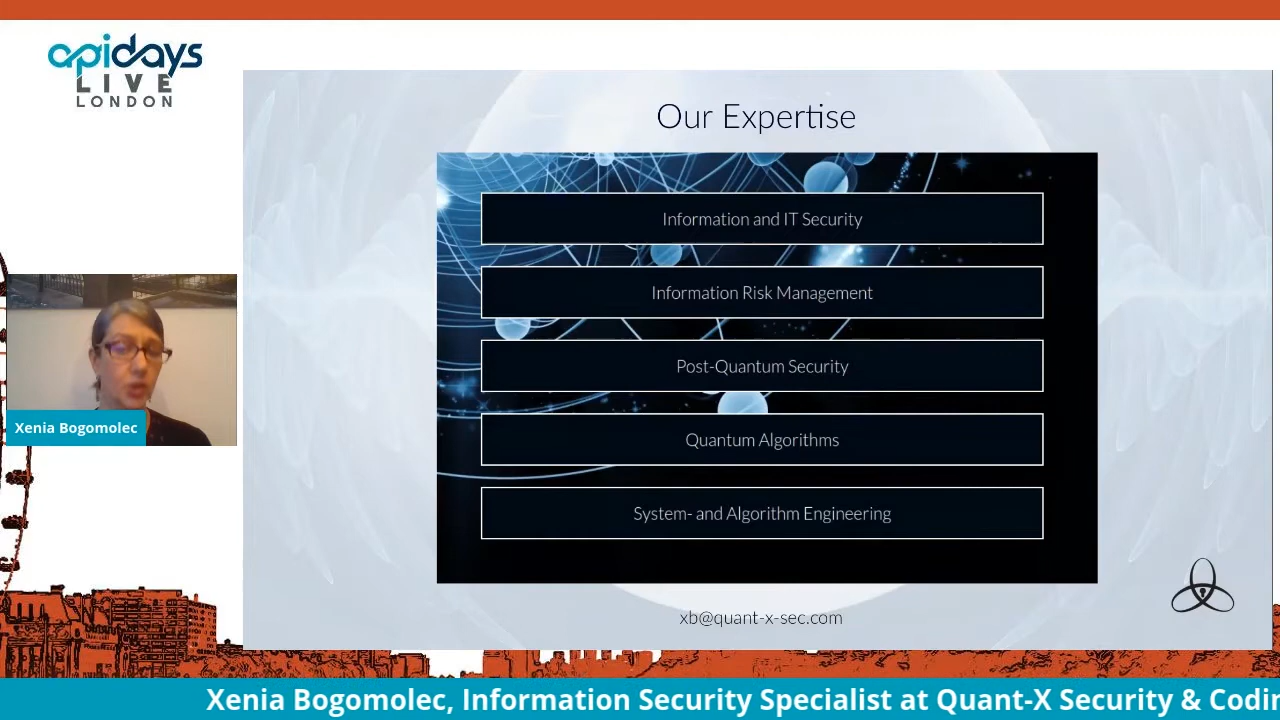 apidays
LIVE
LONDON
Our Expertise
Information and IT Security
Information Risk Management
Post-Quantum Security
Quantum Algorithms
System- and Algorithm Engineering
xb@quant-x-sec.com
Xenia Bogomolec
Xenia Bogomolec, Information Security Specialist at Quant-X Security &